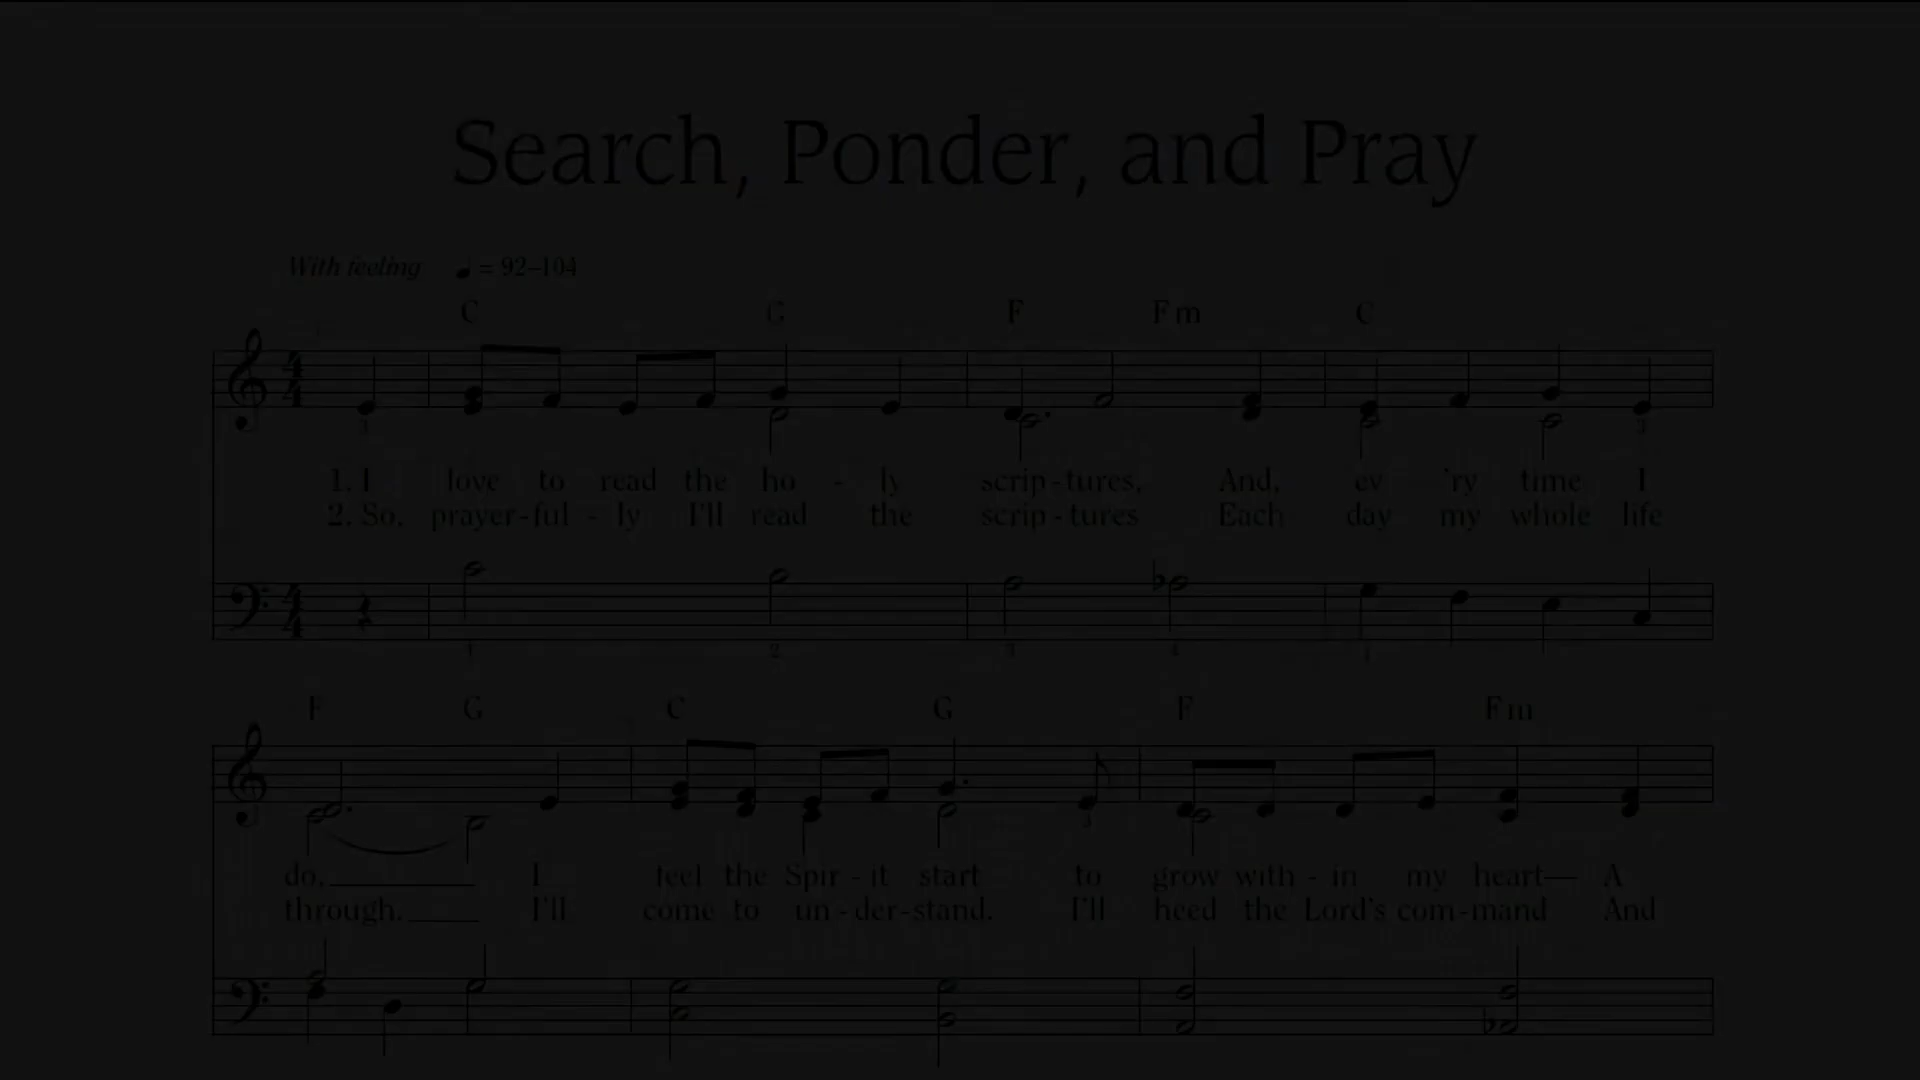 Search, Ponder, and Pray
With feeling ♩ = 92–104
C G F Fm C
1. I love to read the ho - ly scrip - tures, And, ev - 'ry time I
2. So, prayer - ful - ly I'll read the scrip - tures Each day my whole life
F G C G F Fm
do, I feel the Spir - it start to grow with - in my heart— A
through. I'll come to un - der - stand. I'll heed the Lord's com - mand And